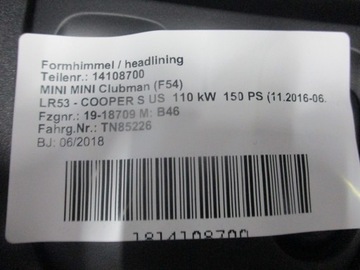 Formhimmel / headlining
Teilenr.: 14108700
MINI MINI Clubman (F54)
LR53 - COOPER S US 110 kW 150 PS (11.2016-06.
Fzgnr.: 19-18709 M: B46
Fahrg.Nr.: TN85226
BJ: 06/2018
1814108700